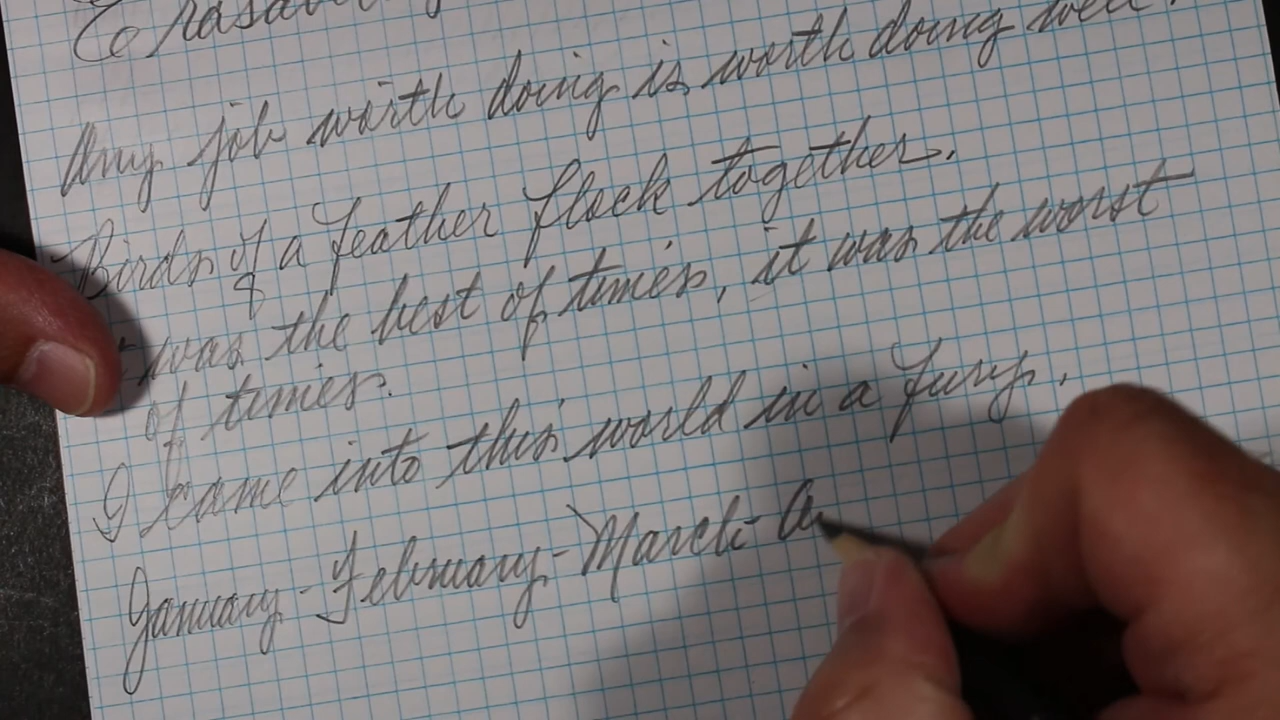 Any job worth doing is worth doing well.
Birds of a feather flock together.
was the best of times, it was the worst
of times.
I came into this world in a fury.
January - February - March - A